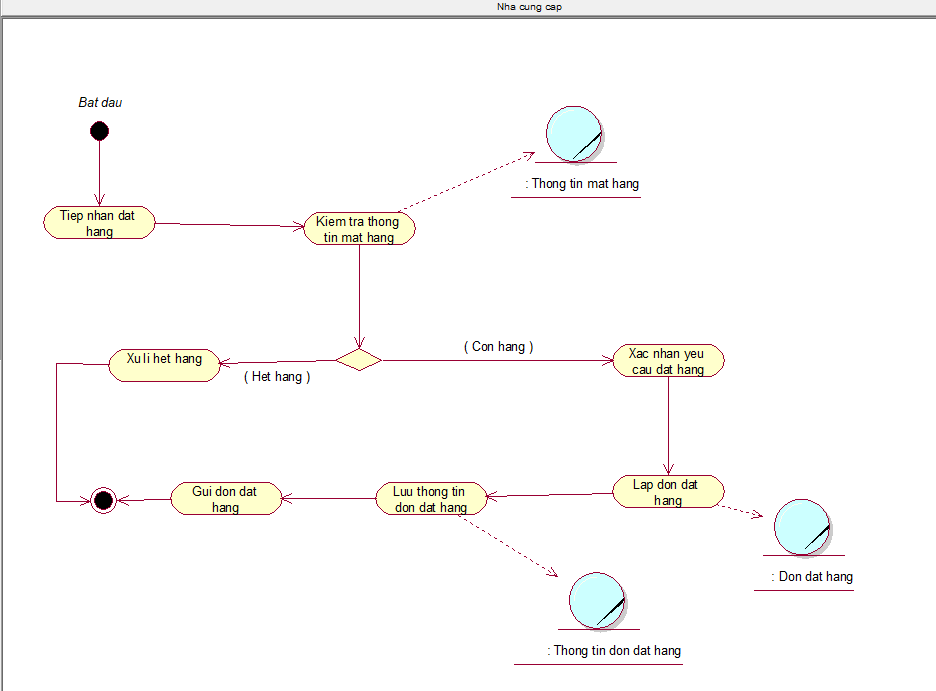 Nha cung cap
Bat dau
: Thong tin mat hang
Tiep nhan dat
hang
Kiem tra thong
tin mat hang
( Con hang )
Xu li het hang
( Het hang )
Xac nhan yeu
cau dat hang
Gui don dat
hang
Luu thong tin
don dat hang
Lap don dat
hang
: Don dat hang
: Thong tin don dat hang